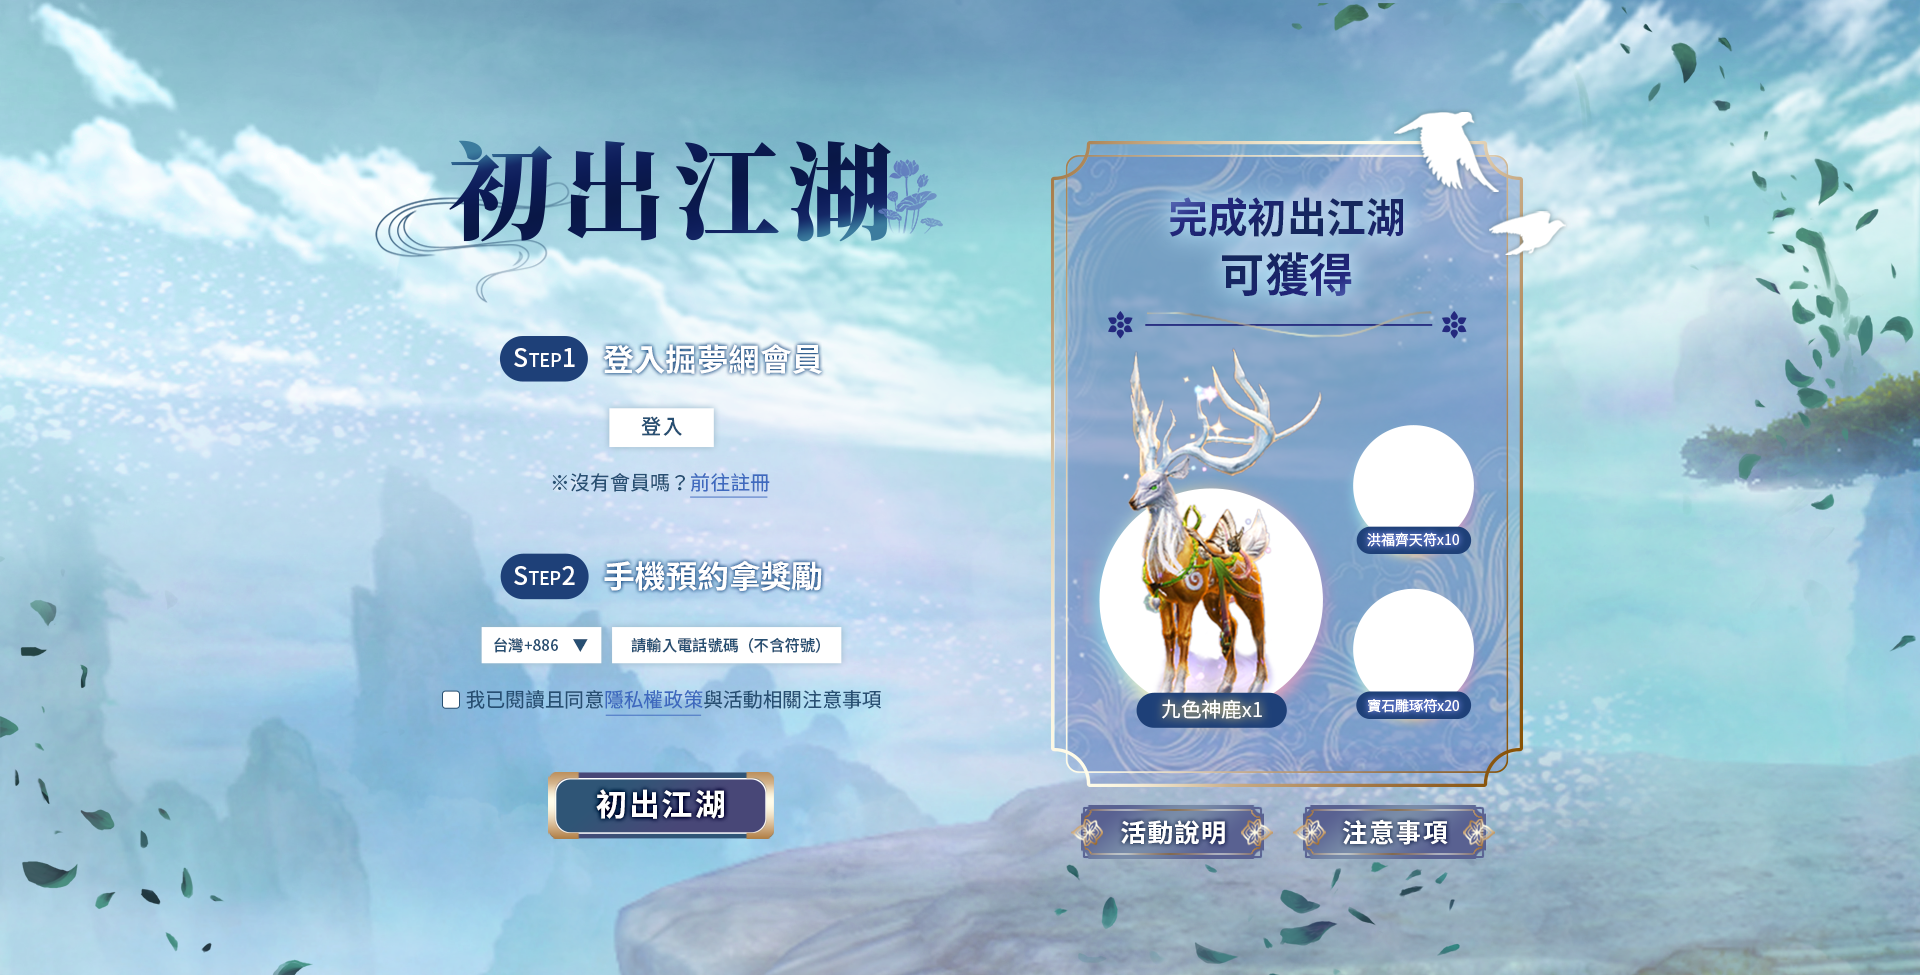 初出江湖
STEP1 登入掘夢網會員
登入
※沒有會員嗎？前往註冊
STEP2 手機預約拿獎勵
台灣+886 ▼ 請輸入電話號碼（不含符號）
我已閱讀且同意隱私權政策與活動相關注意事項
初出江湖
完成初出江湖
可獲得
洪福齊天符x10
九色神鹿x1
寶石雕琢符x20
活動說明
注意事項